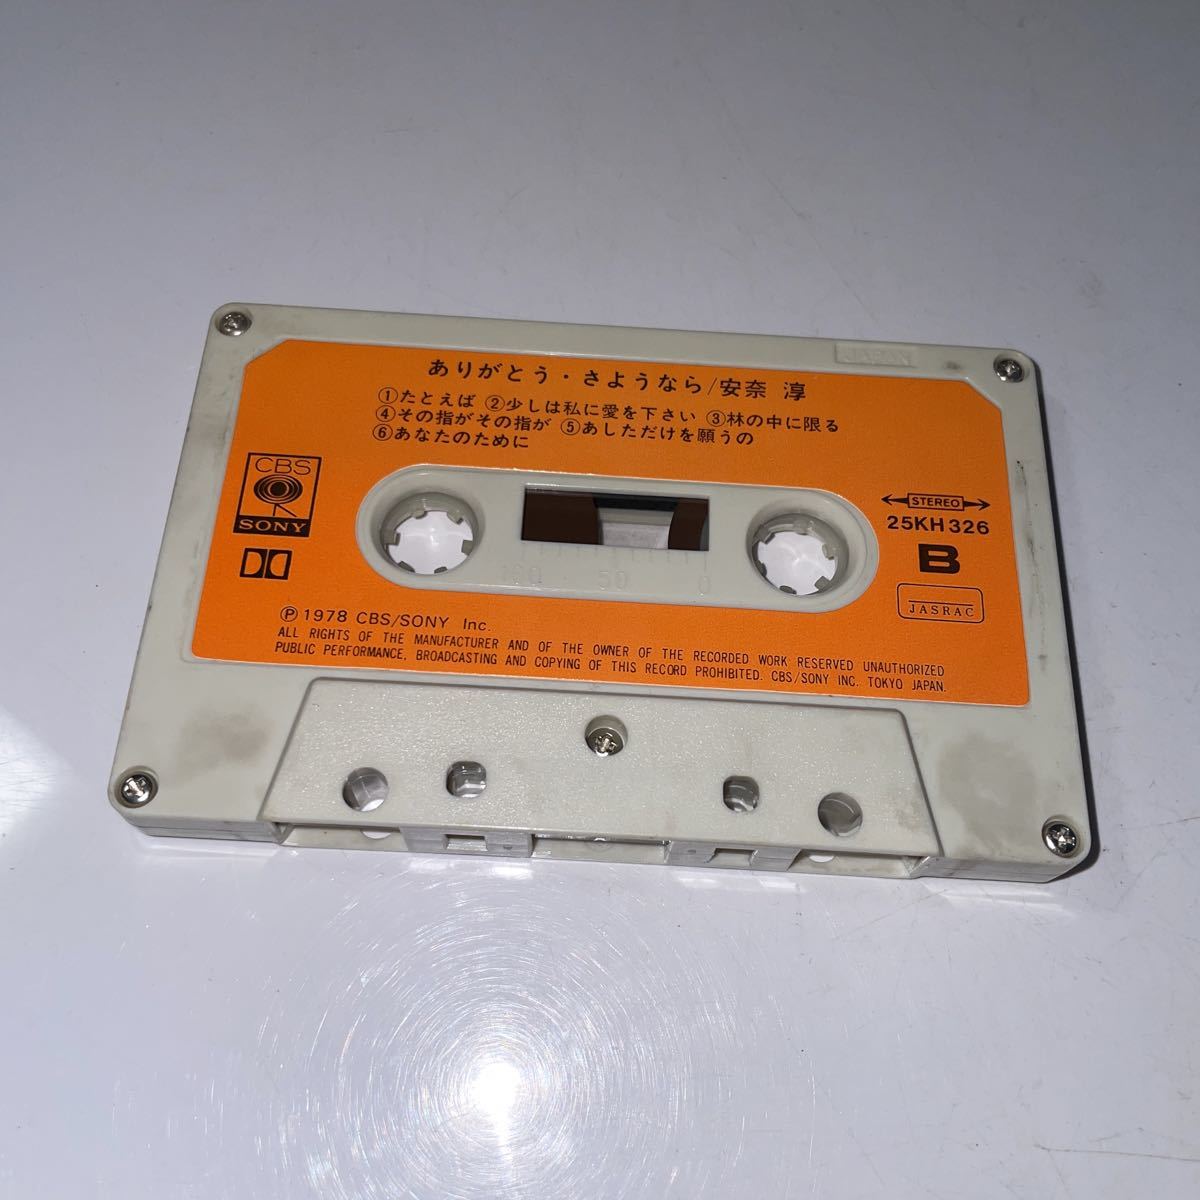 JAPAN
ありがとう・さようなら/安奈 淳
①たとえば ②少しは私に愛を下さい ③林の中に限る
④その指がその指が ⑤あしただけを願うの
⑥あなたのために
CBS
SONY
STEREO
25KH326
B
JASRAC
60 · 50 0
Ⓟ 1978 CBS/SONY Inc.
ALL RIGHTS OF THE MANUFACTURER AND OF THE OWNER OF THE RECORDED WORK RESERVED UNAUTHORIZED
PUBLIC PERFORMANCE, BROADCASTING AND COPYING OF THIS RECORD PROHIBITED. CBS/SONY INC. TOKYO JAPAN.